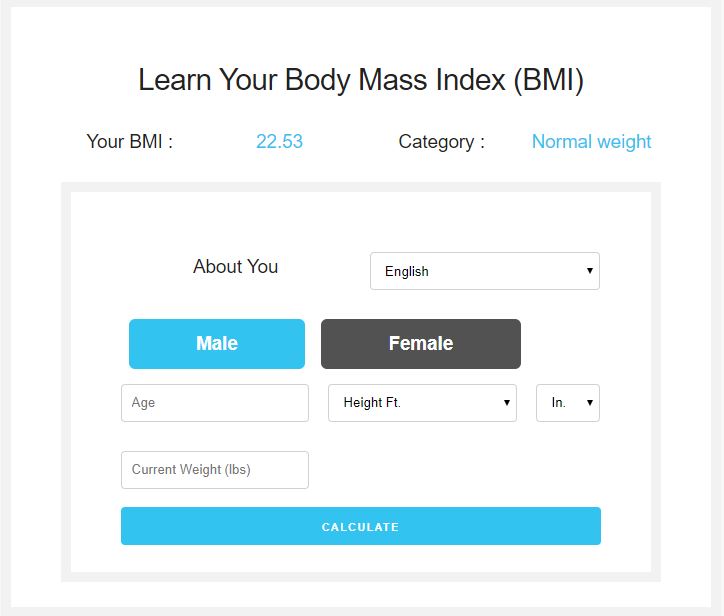 Learn Your Body Mass Index (BMI)
Your BMI : 22.53 Category : Normal weight
About You English
Male Female
Age Height Ft. In.
Current Weight (lbs)
CALCULATE